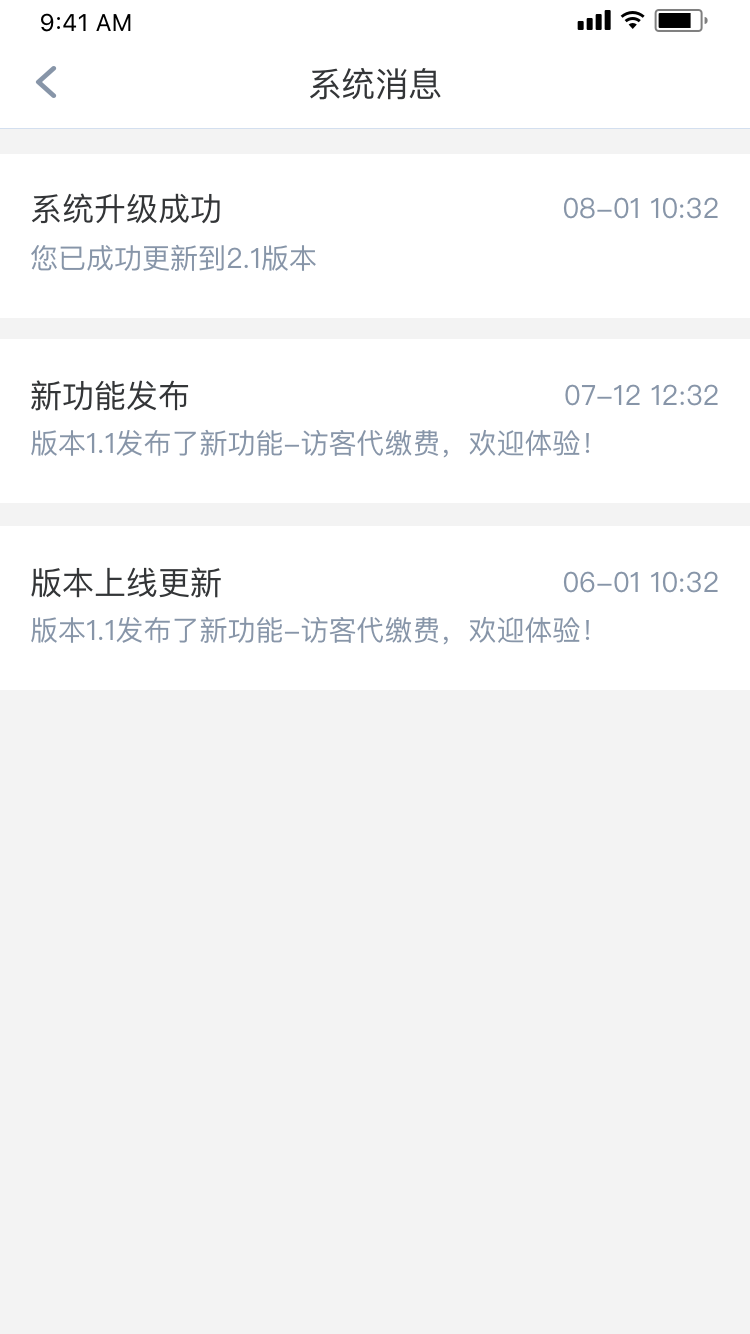 9:41 AM
系统消息
系统升级成功 08-01 10:32
您已成功更新到2.1版本
新功能发布 07-12 12:32
版本1.1发布了新功能-访客代缴费，欢迎体验！
版本上线更新 06-01 10:32
版本1.1发布了新功能-访客代缴费，欢迎体验！